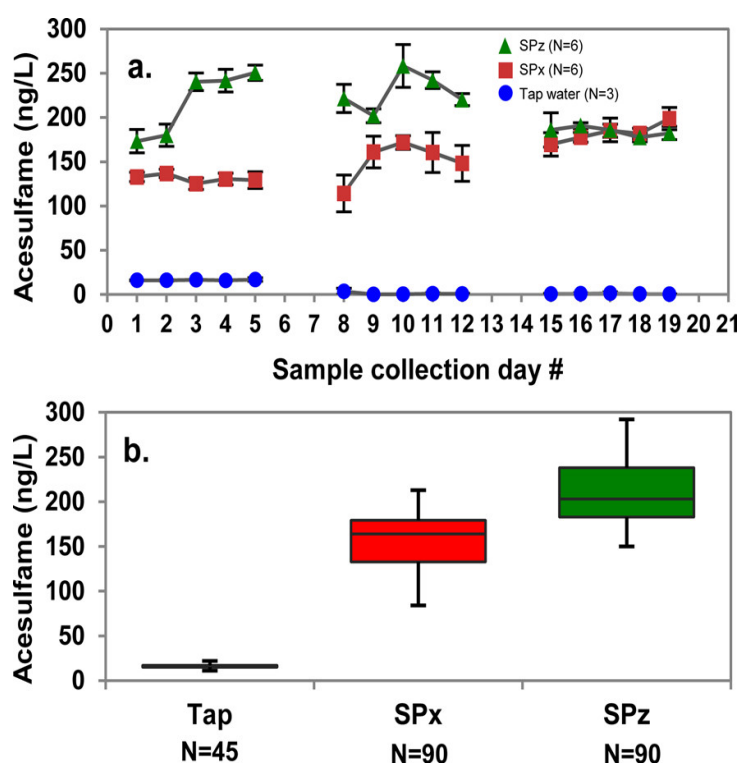 a.
SPz (N=6)
SPx (N=6)
Tap water (N=3)
Acesulfame (ng/L)
300
250
200
150
100
50
0
0 1 2 3 4 5 6 7 8 9 10 11 12 13 14 15 16 17 18 19 20 21
Sample collection day #
b.
Acesulfame (ng/L)
300
250
200
150
100
50
0
Tap SPx SPz
N=45 N=90 N=90